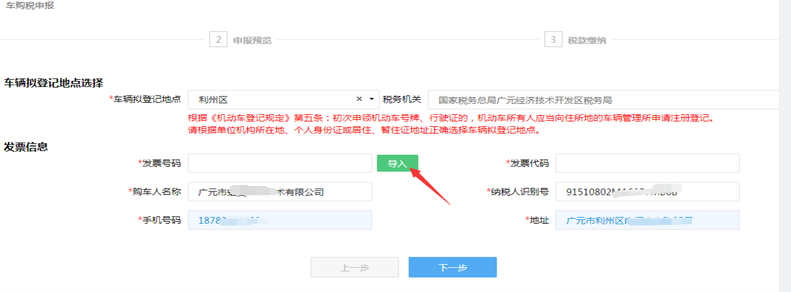 车购税申报
2 申报预览 3 税款缴纳
车辆拟登记地点选择
*车辆拟登记地点 利州区 × 税务机关 国家税务总局广元经济技术开发区税务局
根据《机动车登记规定》第五条：初次申领机动车号牌、行驶证的，机动车所有人应当向住所地的车辆管理所申请注册登记。
请根据单位机构所在地、个人身份证或居住、暂住证地址正确选择车辆拟登记地点。
发票信息
*发票号码 导入 *发票代码
*购车人名称 广元市 术有限公司 *纳税人识别号 91510802M
*手机号码 1878 *地址 广元市利州区
上一步 下一步